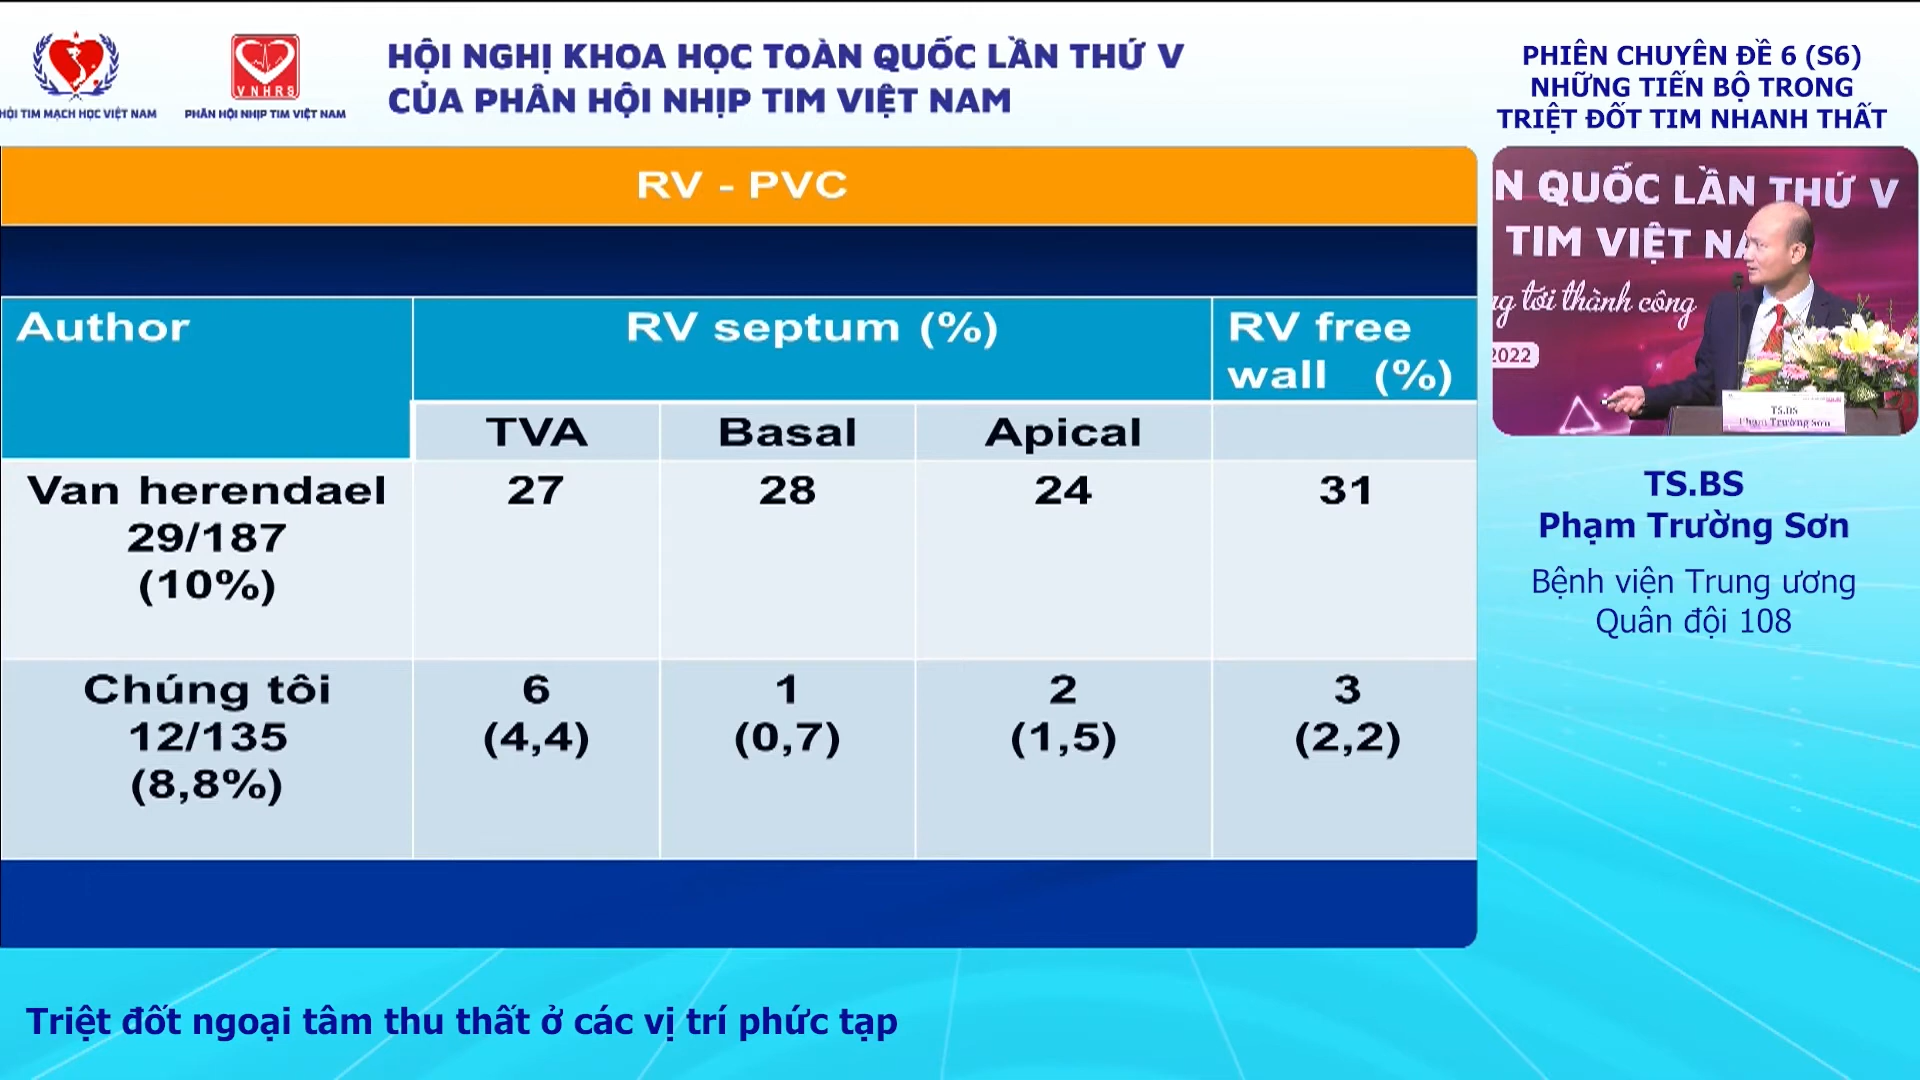 HỘI TIM MẠCH HỌC VIỆT NAM
VNHRS
PHÂN HỘI NHỊP TIM VIỆT NAM
HỘI NGHỊ KHOA HỌC TOÀN QUỐC LẦN THỨ V
CỦA PHÂN HỘI NHỊP TIM VIỆT NAM
PHIÊN CHUYÊN ĐỀ 6 (S6)
NHỮNG TIẾN BỘ TRONG
TRIỆT ĐỐT TIM NHANH THẤT
RV - PVC
Author RV septum (%) RV free
wall (%)
TVA Basal Apical
Van herendael 27 28 24 31
29/187
(10%)
Chúng tôi 6 1 2 3
12/135 (4,4) (0,7) (1,5) (2,2)
(8,8%)
N QUỐC LẦN THỨ V
TIM VIỆT NA
g tới thành công
2022
TS.BS
Phạm Trường Sơn
TS.BS
Phạm Trường Sơn
Bệnh viện Trung ương
Quân đội 108
Triệt đốt ngoại tâm thu thất ở các vị trí phức tạp